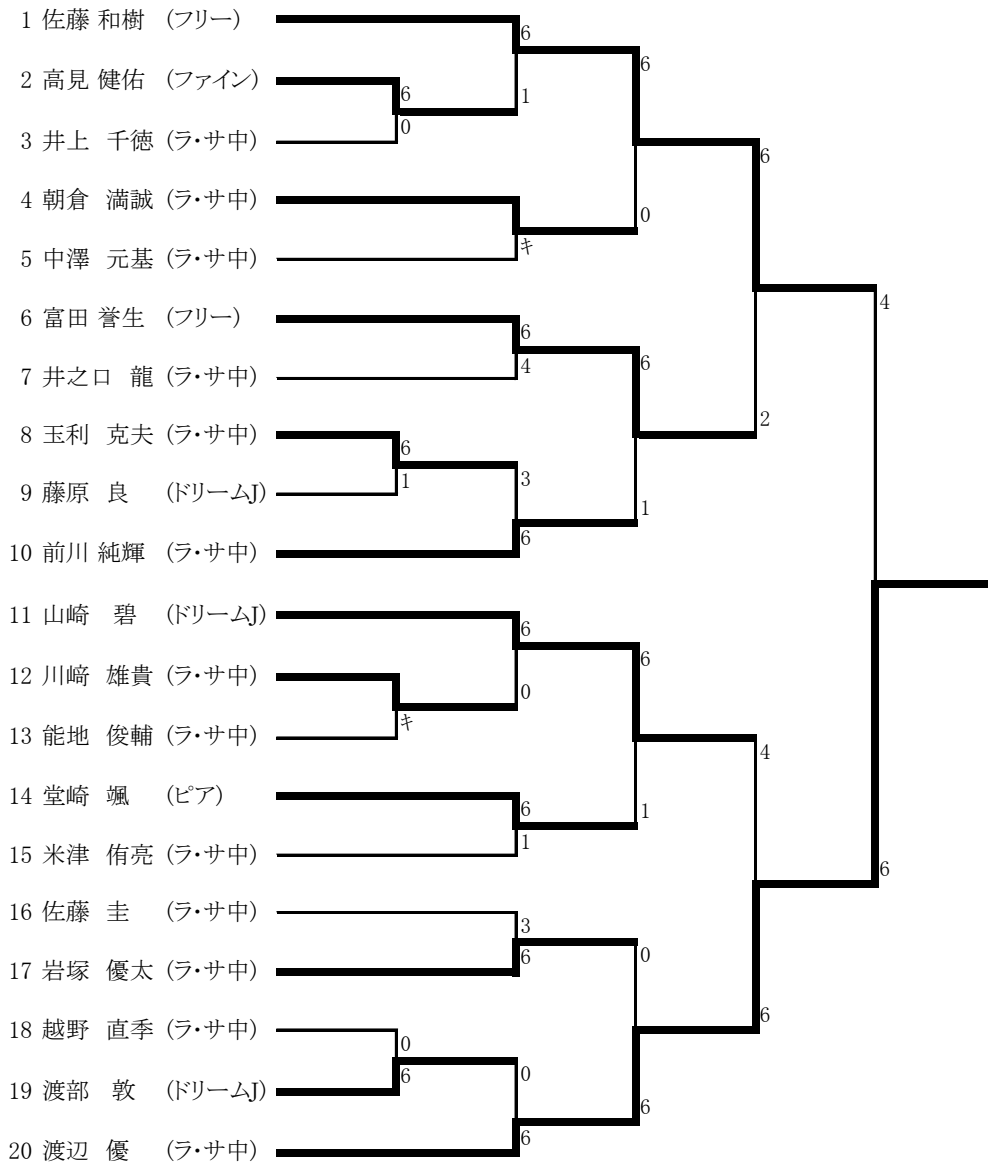 1 佐藤 和樹 (フリー)
6
6
2 高見 健佑 (ファイン)
6
1
0
3 井上 千徳 (ラ・サ中)
6
4 朝倉 満誠 (ラ・サ中)
0
キ
5 中澤 元基 (ラ・サ中)
4
6 富田 誉生 (フリー)
6
6
4
7 井之口 龍 (ラ・サ中)
2
8 玉利 克夫 (ラ・サ中)
6
3
1
9 藤原 良 (ドリームJ)
1
6
10 前川 純輝 (ラ・サ中)
11 山崎 碧 (ドリームJ)
6
6
12 川﨑 雄貴 (ラ・サ中)
0
キ
13 能地 俊輔 (ラ・サ中)
4
14 堂崎 颯 (ピア)
6
1
1
15 米津 侑亮 (ラ・サ中)
6
16 佐藤 圭 (ラ・サ中)
3
6
0
17 岩塚 優太 (ラ・サ中)
6
18 越野 直季 (ラ・サ中)
0
6
0
19 渡部 敦 (ドリームJ)
6
6
20 渡辺 優 (ラ・サ中)